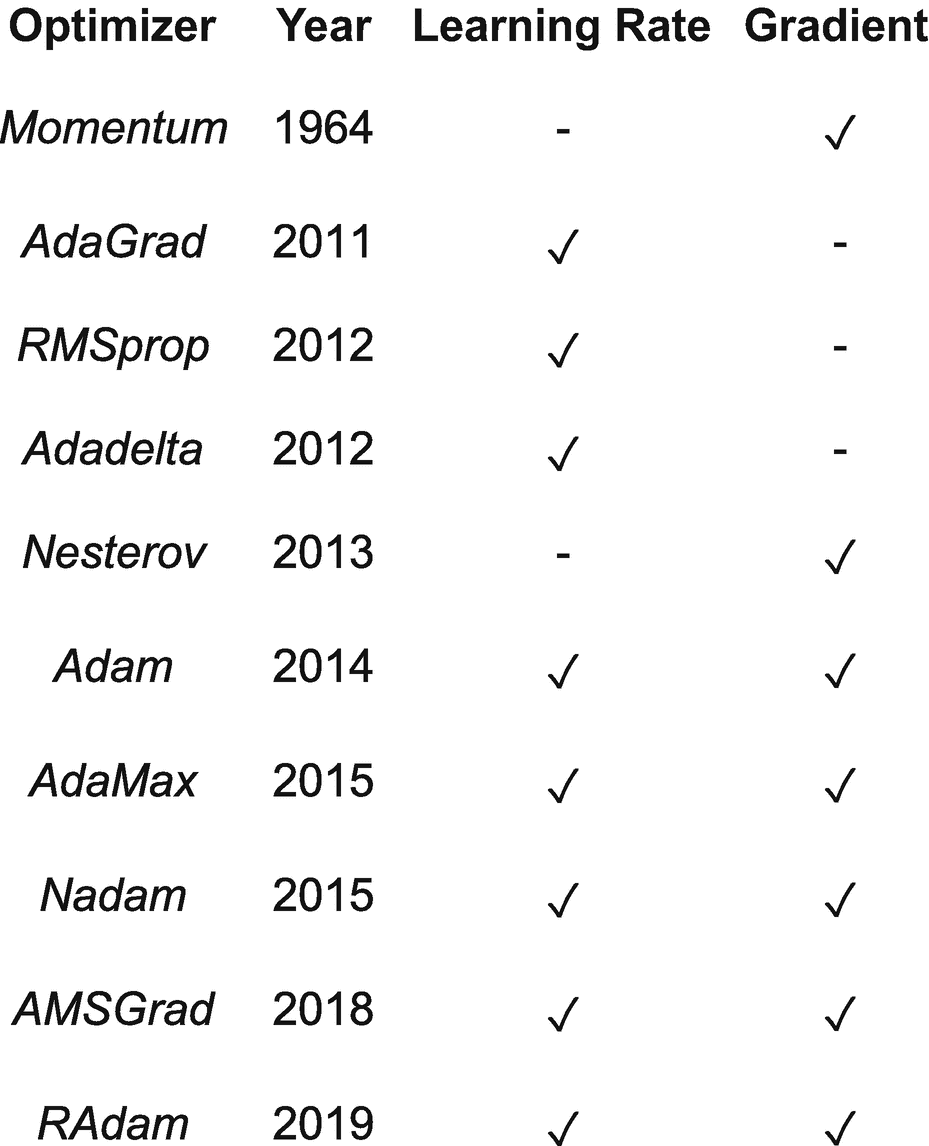 Optimizer Year Learning Rate Gradient
Momentum 1964 - ✓
AdaGrad 2011 ✓ -
RMSprop 2012 ✓ -
Adadelta 2012 ✓ -
Nesterov 2013 - ✓
Adam 2014 ✓ ✓
AdaMax 2015 ✓ ✓
Nadam 2015 ✓ ✓
AMSGrad 2018 ✓ ✓
RAdam 2019 ✓ ✓